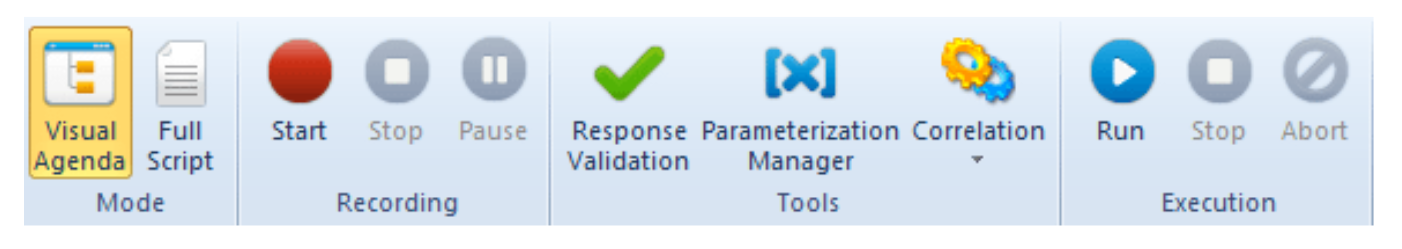 Visual Full Start Stop Pause Response Parameterization Correlation Run Stop Abort
Agenda Script Validation Manager
Mode Recording Tools Execution